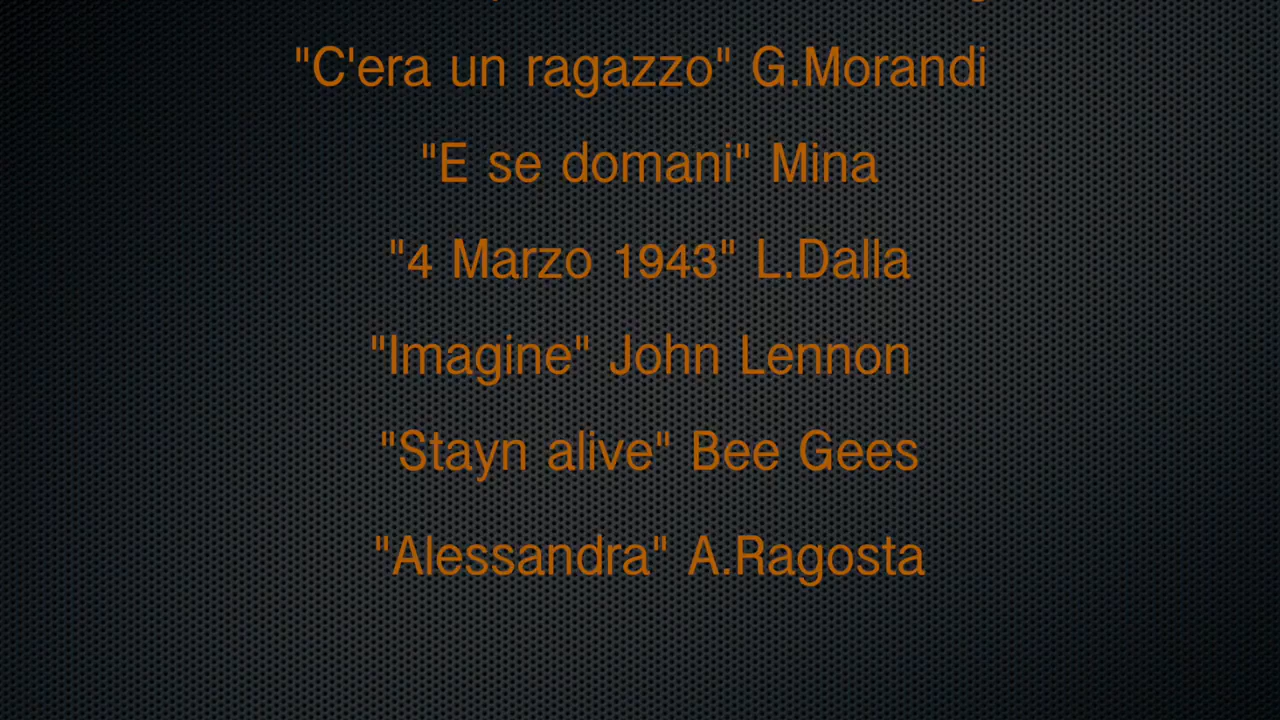 "C'era un ragazzo" G.Morandi
"E se domani" Mina
"4 Marzo 1943" L.Dalla
"Imagine" John Lennon
"Stayn alive" Bee Gees
"Alessandra" A.Ragosta